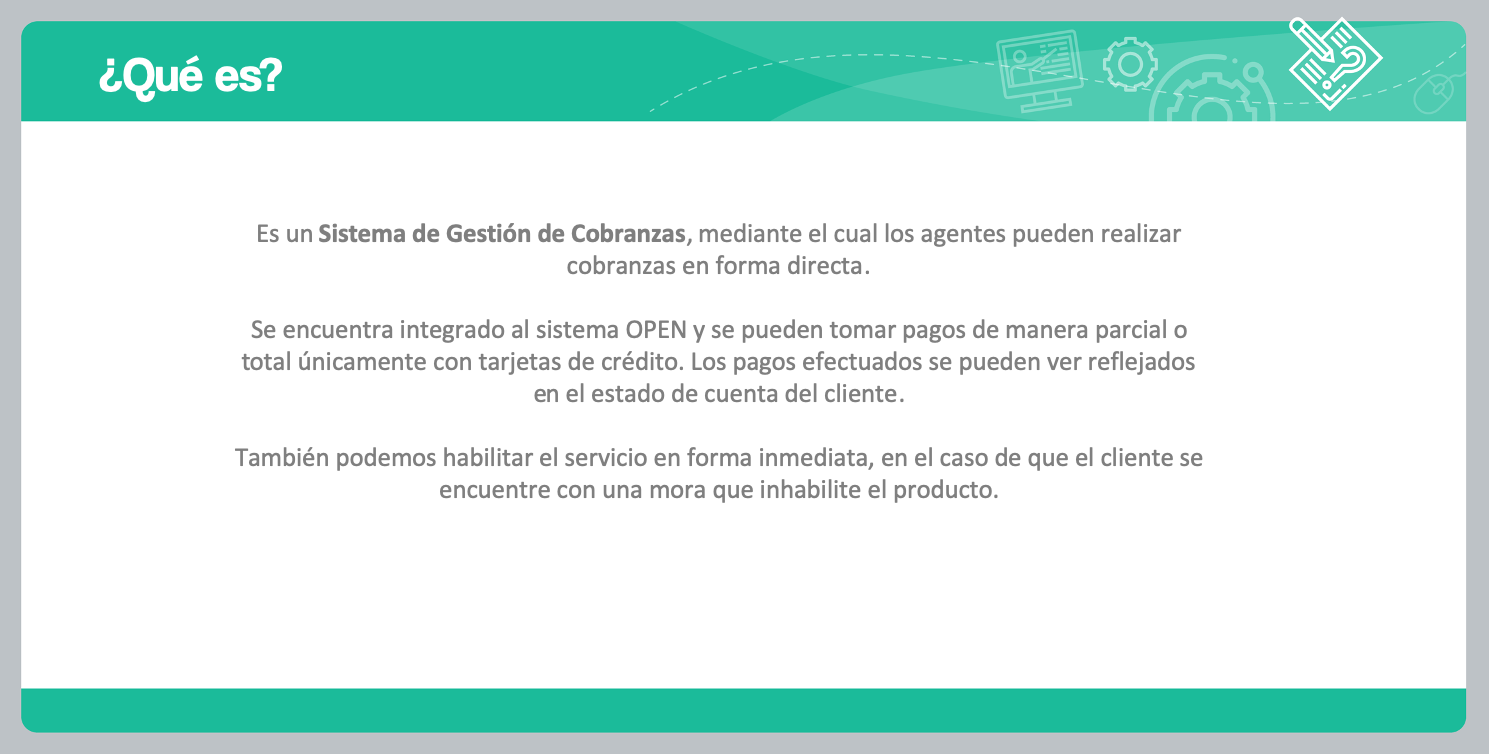 ¿Qué es?
Es un Sistema de Gestión de Cobranzas, mediante el cual los agentes pueden realizar
cobranzas en forma directa.
Se encuentra integrado al sistema OPEN y se pueden tomar pagos de manera parcial o
total únicamente con tarjetas de crédito. Los pagos efectuados se pueden ver reflejados
en el estado de cuenta del cliente.
También podemos habilitar el servicio en forma inmediata, en el caso de que el cliente se
encuentre con una mora que inhabilite el producto.